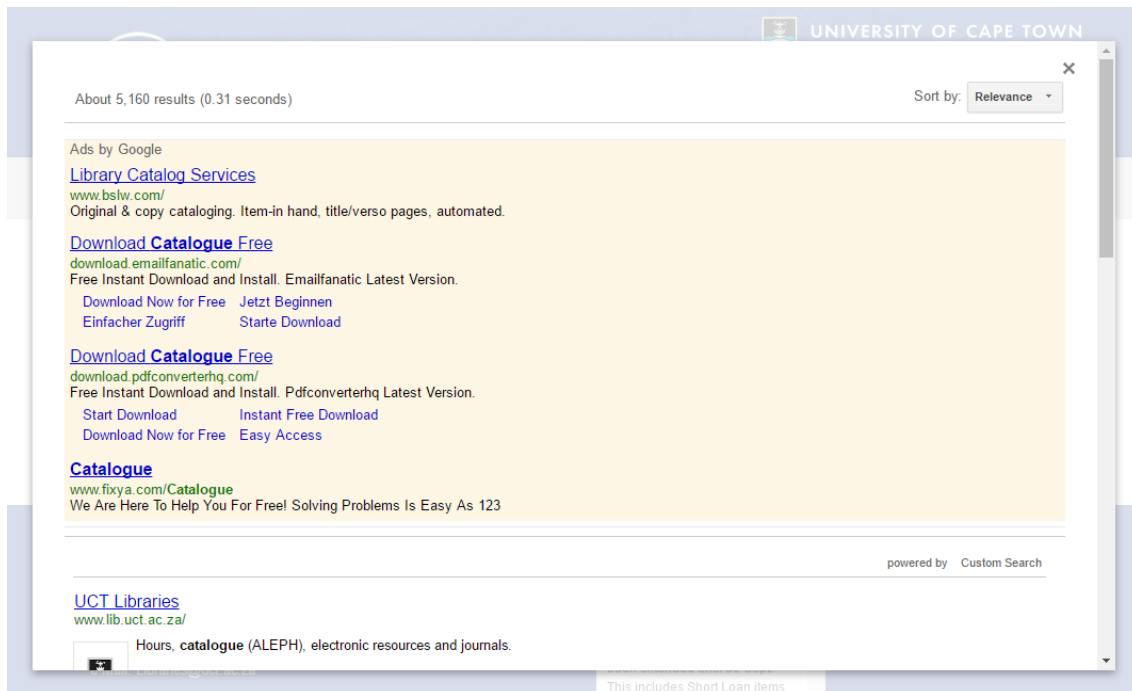 UNIVERSITY OF CAPE TOWN
×
About 5,160 results (0.31 seconds)
Sort by: Relevance
Ads by Google
Library Catalog Services
www.bslw.com/
Original & copy cataloging. Item-in hand, title/verso pages, automated.
Download Catalogue Free
download.emailfanatic.com/
Free Instant Download and Install. Emailfanatic Latest Version.
Download Now for Free Jetzt Beginnen
Einfacher Zugriff Starte Download
Download Catalogue Free
download.pdfconverterhq.com/
Free Instant Download and Install. Pdfconverterhq Latest Version.
Start Download Instant Free Download
Download Now for Free Easy Access
Catalogue
www.fixya.com/Catalogue
We Are Here To Help You For Free! Solving Problems Is Easy As 123
powered by Custom Search
UCT Libraries
www.lib.uct.ac.za/
Hours, catalogue (ALEPH), electronic resources and journals.
This includes Short Loan items